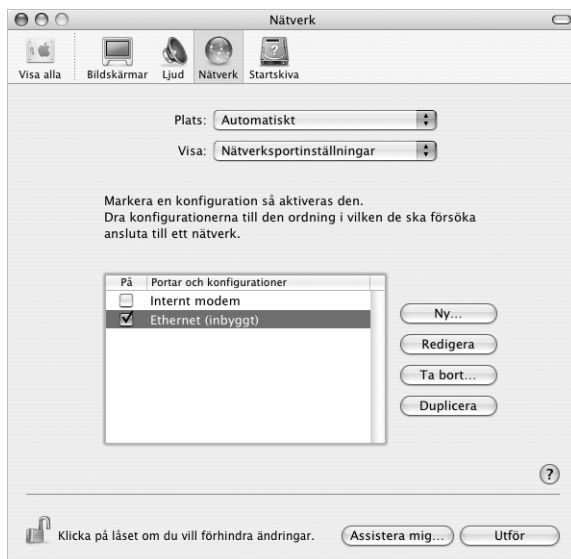 Nätverk
Visa alla
Bildskärmar
Ljud
Nätverk
Startskiva
Plats: Automatiskt
Visa: Nätverksportinställningar
Markera en konfiguration så aktiveras den.
Dra konfigurationerna till den ordning i vilken de ska försöka
ansluta till ett nätverk.
På Portar och konfigurationer
Internt modem
Ethernet (inbyggt)
Ny...
Redigera
Ta bort...
Duplicera
?
Klicka på låset om du vill förhindra ändringar.
Assistera mig...
Utför